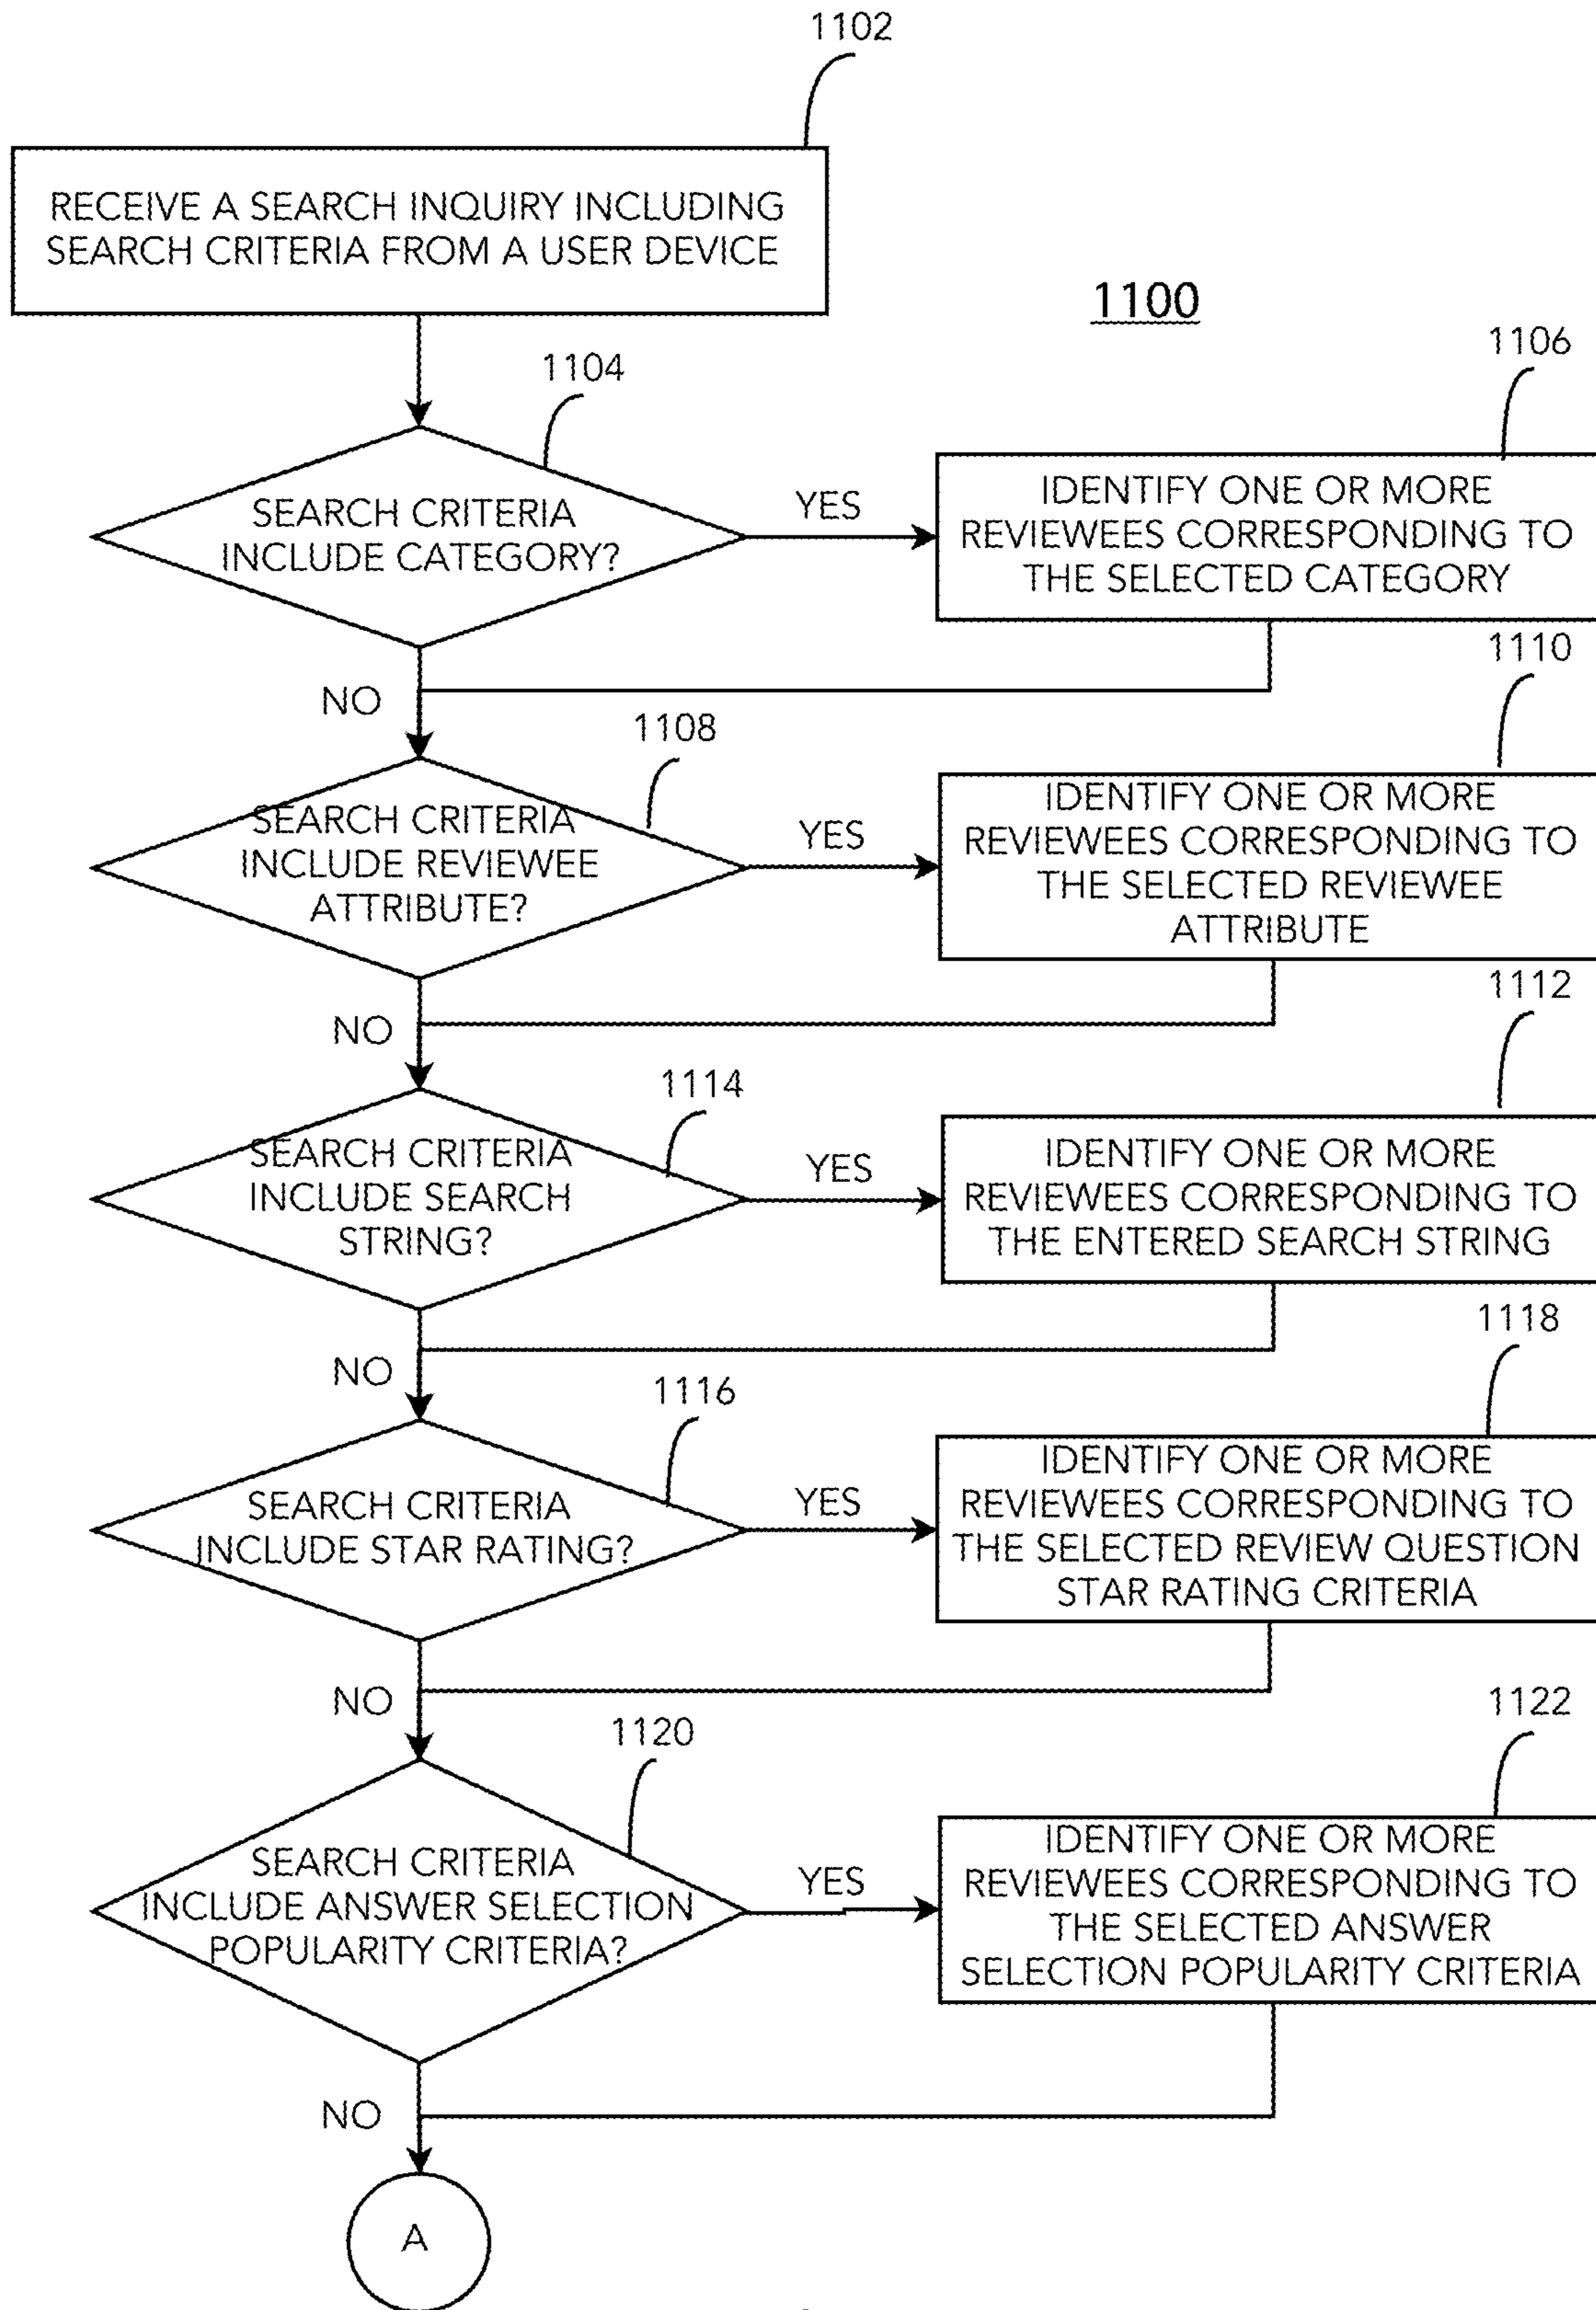 1102
RECEIVE A SEARCH INQUIRY INCLUDING
SEARCH CRITERIA FROM A USER DEVICE
1100
1104
SEARCH CRITERIA
INCLUDE CATEGORY?
YES
1106
IDENTIFY ONE OR MORE
REVIEWEES CORRESPONDING TO
THE SELECTED CATEGORY
NO
1108
SEARCH CRITERIA
INCLUDE REVIEWEE
ATTRIBUTE?
YES
1110
IDENTIFY ONE OR MORE
REVIEWEES CORRESPONDING TO
THE SELECTED REVIEWEE
ATTRIBUTE
NO
1114
SEARCH CRITERIA
INCLUDE SEARCH
STRING?
YES
1112
IDENTIFY ONE OR MORE
REVIEWEES CORRESPONDING TO
THE ENTERED SEARCH STRING
NO
1116
SEARCH CRITERIA
INCLUDE STAR RATING?
YES
1118
IDENTIFY ONE OR MORE
REVIEWEES CORRESPONDING TO
THE SELECTED REVIEW QUESTION
STAR RATING CRITERIA
NO
1120
SEARCH CRITERIA
INCLUDE ANSWER SELECTION
POPULARITY CRITERIA?
YES
1122
IDENTIFY ONE OR MORE
REVIEWEES CORRESPONDING TO
THE SELECTED ANSWER
SELECTION POPULARITY CRITERIA
NO
A